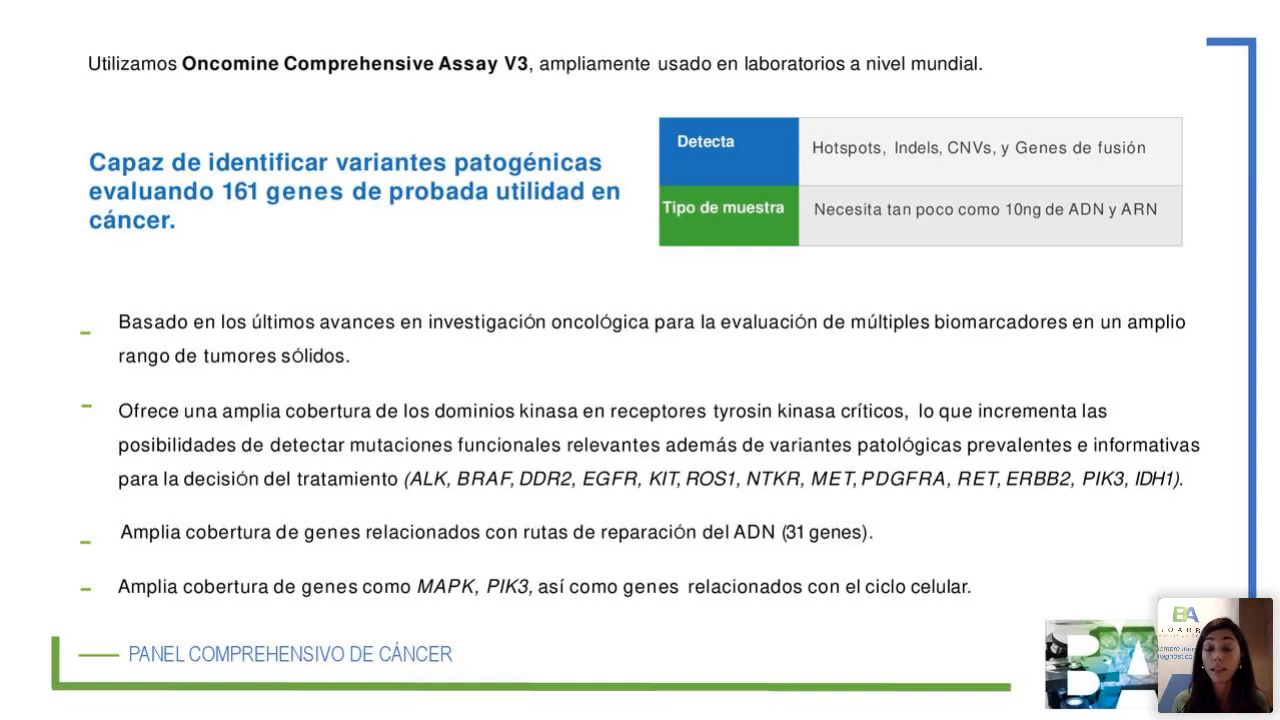 Utilizamos Oncomine Comprehensive Assay V3, ampliamente usado en laboratorios a nivel mundial.
Capaz de identificar variantes patogénicas
evaluando 161 genes de probada utilidad en
cáncer.
Detecta
Hotspots, Indels, CNVs, y Genes de fusión
Tipo de muestra
Necesita tan poco como 10ng de ADN y ARN
Basado en los últimos avances en investigación oncológica para la evaluación de múltiples biomarcadores en un amplio
rango de tumores sólidos.
Ofrece una amplia cobertura de los dominios kinasa en receptores tyrosin kinasa críticos, lo que incrementa las
posibilidades de detectar mutaciones funcionales relevantes además de variantes patológicas prevalentes e informativas
para la decisión del tratamiento (ALK, BRAF, DDR2, EGFR, KIT, ROS1, NTKR, MET, PDGFRA, RET, ERBB2, PIK3, IDH1).
Amplia cobertura de genes relacionados con rutas de reparación del ADN (31 genes).
Amplia cobertura de genes como MAPK, PIK3, así como genes relacionados con el ciclo celular.
PANEL COMPREHENSIVO DE CÁNCER
BA
BA